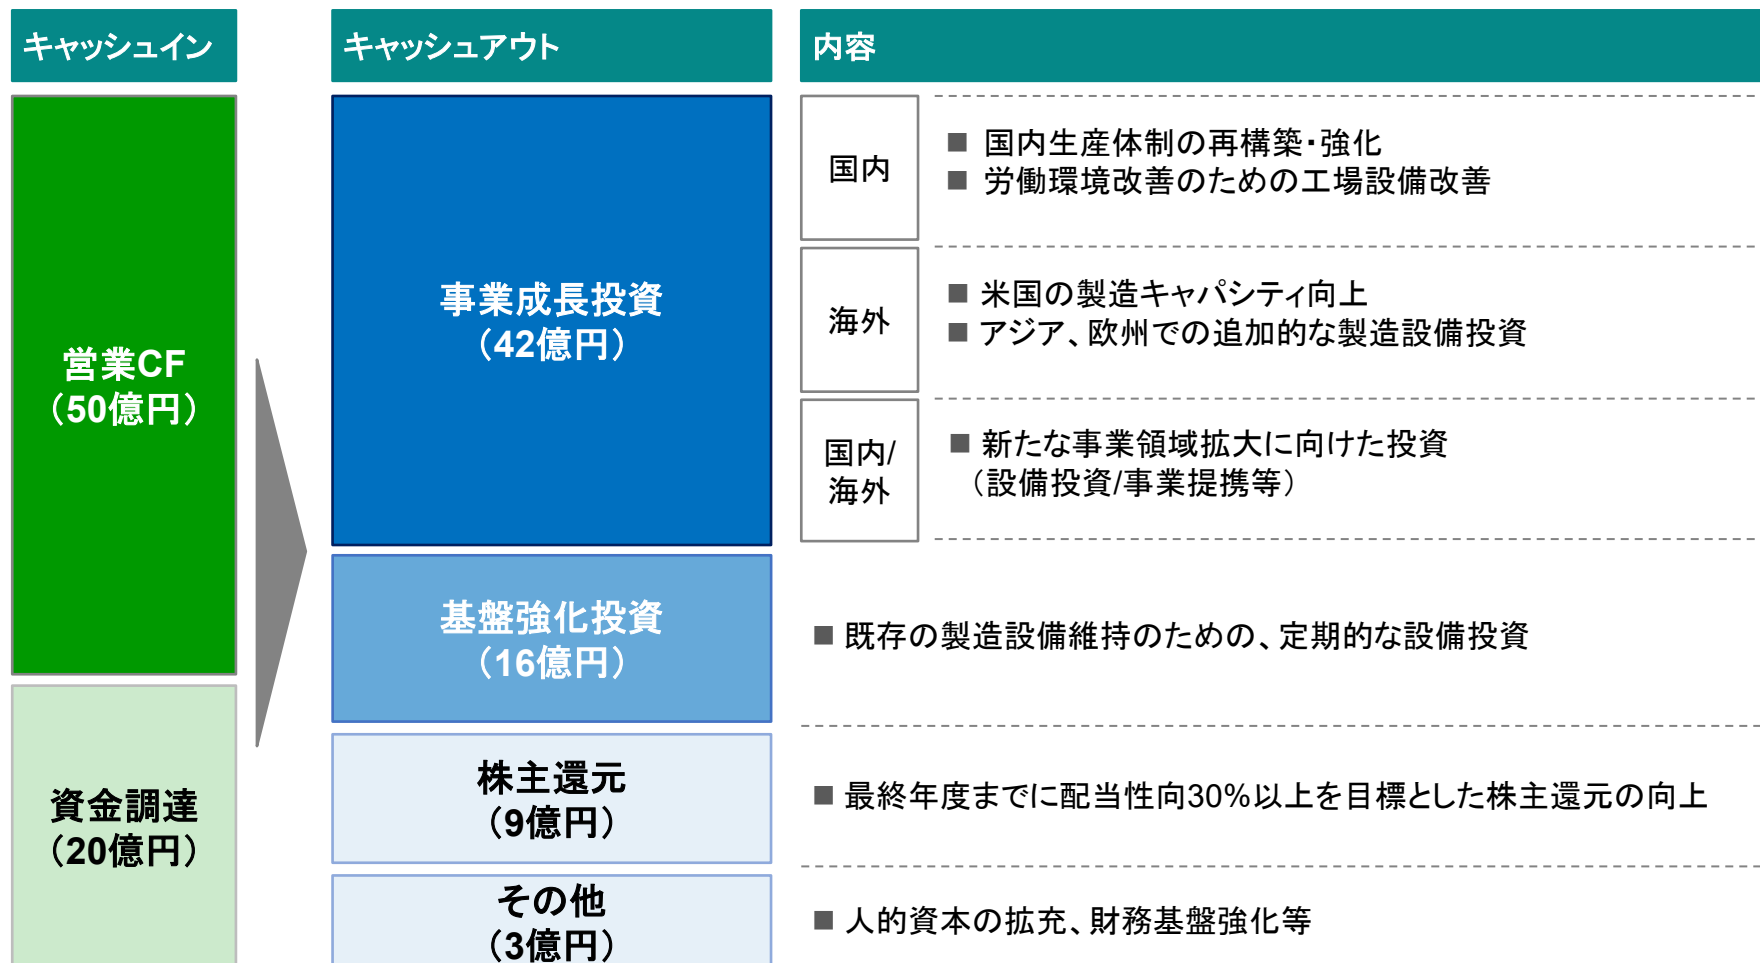 キャッシュイン
キャッシュアウト
内容
営業CF
（50億円）
資金調達
（20億円）
事業成長投資
（42億円）
国内
■ 国内生産体制の再構築・強化
■ 労働環境改善のための工場設備改善
海外
■ 米国の製造キャパシティ向上
■ アジア、欧州での追加的な製造設備投資
国内/
海外
■ 新たな事業領域拡大に向けた投資
（設備投資/事業提携等）
基盤強化投資
（16億円）
■ 既存の製造設備維持のための、定期的な設備投資
株主還元
（9億円）
■ 最終年度までに配当性向30%以上を目標とした株主還元の向上
その他
（3億円）
■ 人的資本の拡充、財務基盤強化等